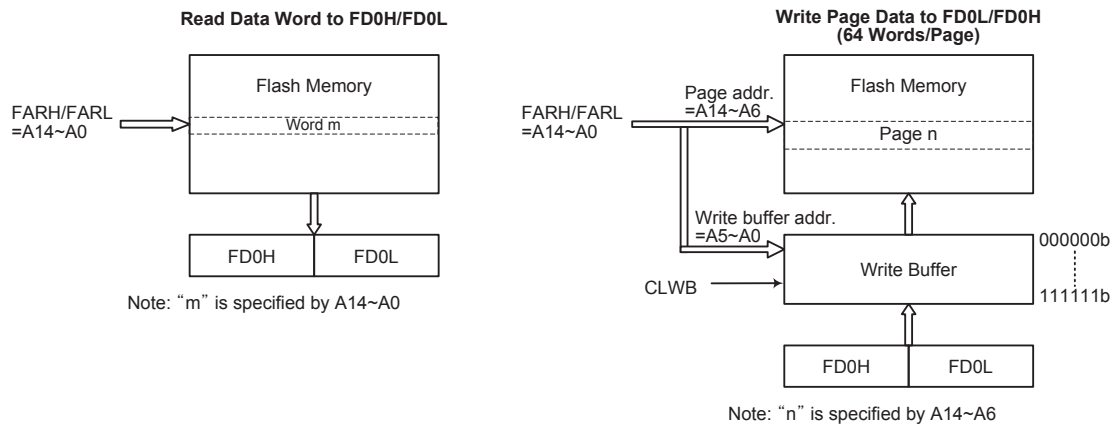 Read Data Word to FD0H/FD0L
Flash Memory
FARH/FARL
=A14~A0
Word m
FD0H
FD0L
Note: “m” is specified by A14~A0
Write Page Data to FD0L/FD0H
(64 Words/Page)
Flash Memory
Page addr.
=A14~A6
FARH/FARL
=A14~A0
Page n
Write buffer addr.
=A5~A0
000000b
Write Buffer
CLWB
111111b
FD0H
FD0L
Note: “n” is specified by A14~A6